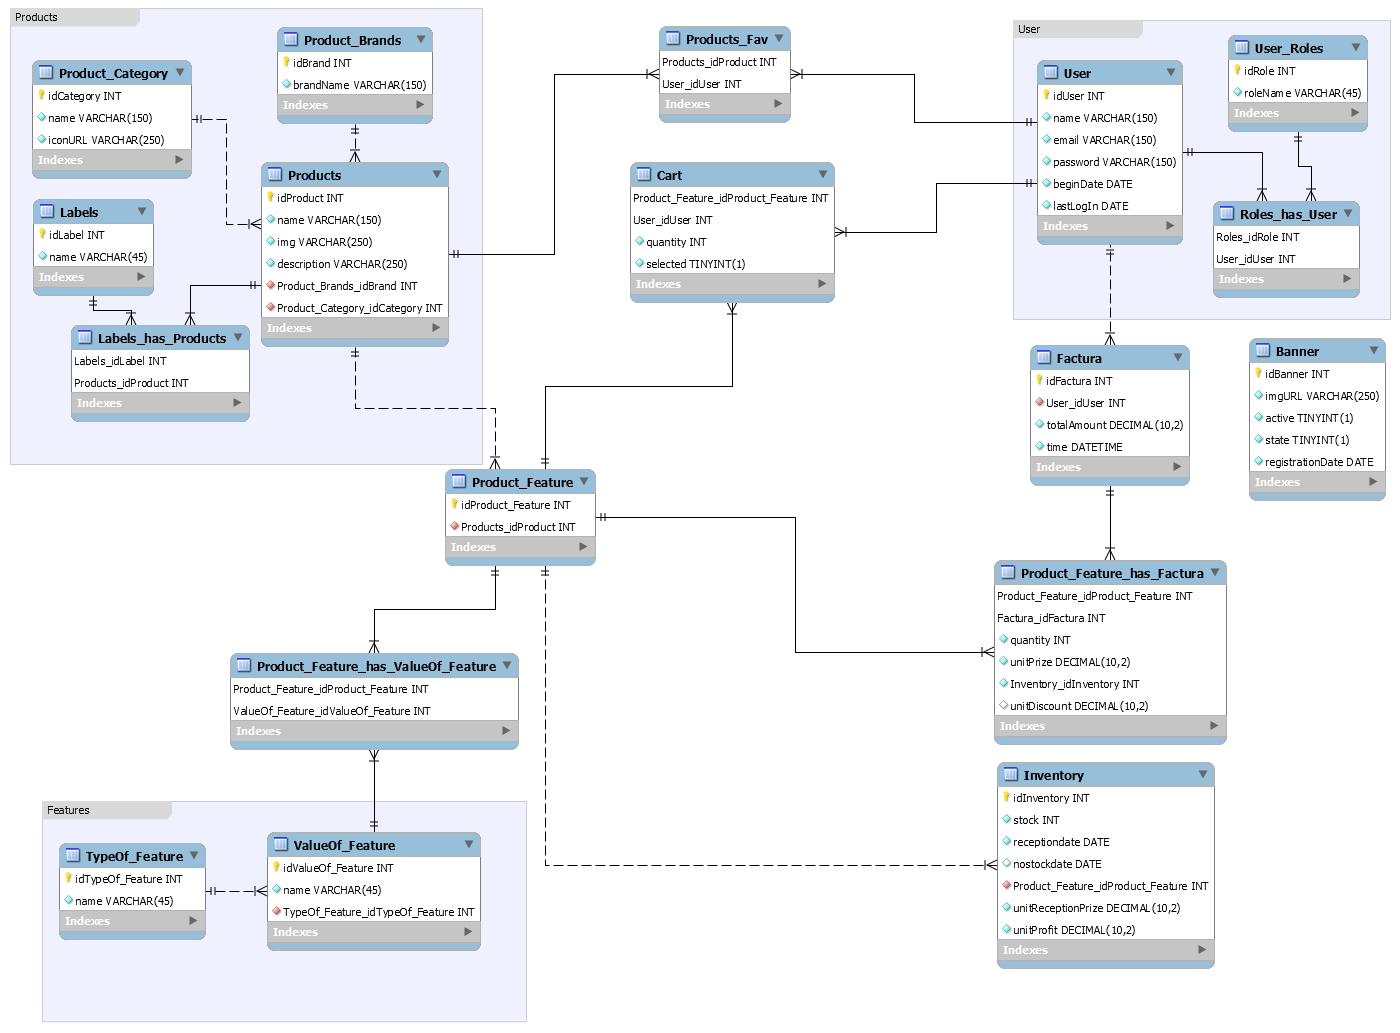 Products
Product_Brands
idBrand INT
brandName VARCHAR(150)
Indexes
Product_Category
idCategory INT
name VARCHAR(150)
iconURL VARCHAR(250)
Indexes
Products
idProduct INT
name VARCHAR(150)
img VARCHAR(250)
description VARCHAR(250)
Product_Brands_idBrand INT
Product_Category_idCategory INT
Indexes
Labels
idLabel INT
name VARCHAR(45)
Indexes
Labels_has_Products
Labels_idLabel INT
Products_idProduct INT
Indexes
Products_Fav
Products_idProduct INT
User_idUser INT
Indexes
Cart
Product_Feature_idProduct_Feature INT
User_idUser INT
quantity INT
selected TINYINT(1)
Indexes
User
User
idUser INT
name VARCHAR(150)
email VARCHAR(150)
password VARCHAR(150)
beginDate DATE
lastLogIn DATE
Indexes
User_Roles
idRole INT
roleName VARCHAR(45)
Indexes
Roles_has_User
Roles_idRole INT
User_idUser INT
Indexes
Factura
idFactura INT
User_idUser INT
totalAmount DECIMAL(10,2)
time DATETIME
Indexes
Banner
idBanner INT
imgURL VARCHAR(250)
active TINYINT(1)
state TINYINT(1)
registrationDate DATE
Indexes
Product_Feature
idProduct_Feature INT
Products_idProduct INT
Indexes
Product_Feature_has_Factura
Product_Feature_idProduct_Feature INT
Factura_idFactura INT
quantity INT
unitPrize DECIMAL(10,2)
Inventory_idInventory INT
unitDiscount DECIMAL(10,2)
Indexes
Product_Feature_has_ValueOf_Feature
Product_Feature_idProduct_Feature INT
ValueOf_Feature_idValueOf_Feature INT
Indexes
Inventory
idInventory INT
stock INT
receptiondate DATE
nostockdate DATE
Product_Feature_idProduct_Feature INT
unitReceptionPrize DECIMAL(10,2)
unitProfit DECIMAL(10,2)
Indexes
Features
TypeOf_Feature
idTypeOf_Feature INT
name VARCHAR(45)
Indexes
ValueOf_Feature
idValueOf_Feature INT
name VARCHAR(45)
TypeOf_Feature_idTypeOf_Feature INT
Indexes